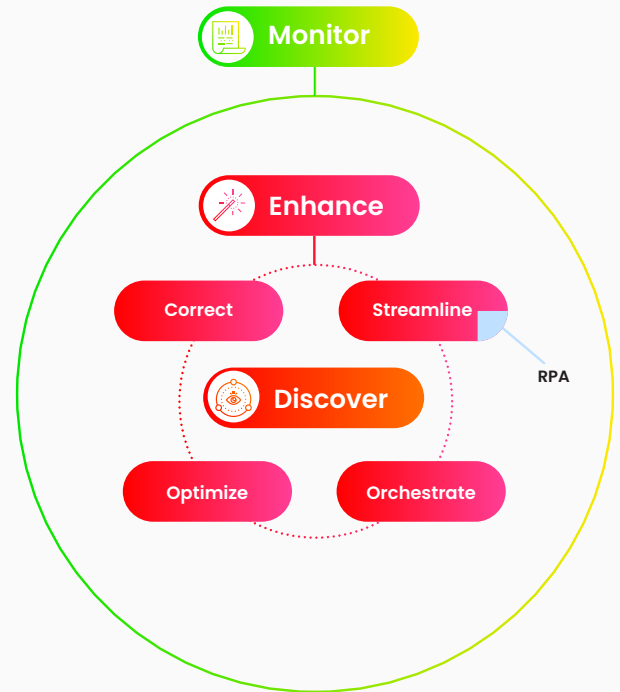 Monitor
Enhance
Correct
Streamline
RPA
Discover
Optimize
Orchestrate